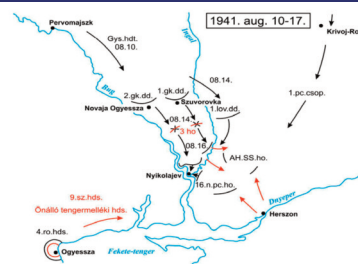 1941. aug. 10-17.
Pervomajszk
Krivoj-Ro
Gys.hdt.
08.10.
Ingul
Bug
08.14.
2.gk.dd.
1.gk.dd.
1.pc.csop.
Szuvorovka
Novaja Ogyessza
1.lov.dd.
08.14.
3 ho
08.16.
AH.SS.ho.
Nyikolajev
16.n.pc.ho.
9.sz.hds.
Önálló tengermelléki hds.
Dnyeper
Herszon
4.ro.hds.
Ogyessza
Fekete-tenger